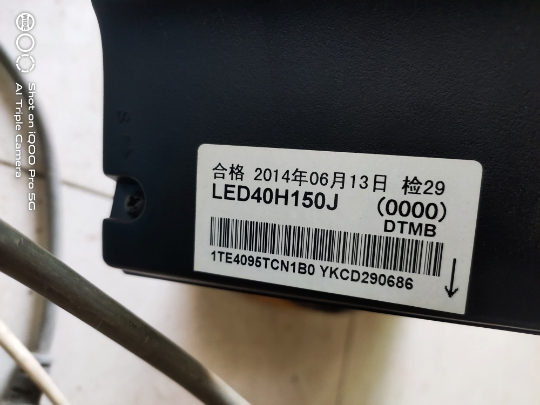 合格 2014年06月13日 检29
LED40H150J (0000)
DTMB
1TE4095TCN1B0 YKCD290686
Shot on iQOO Pro 5G
AI Triple Camera